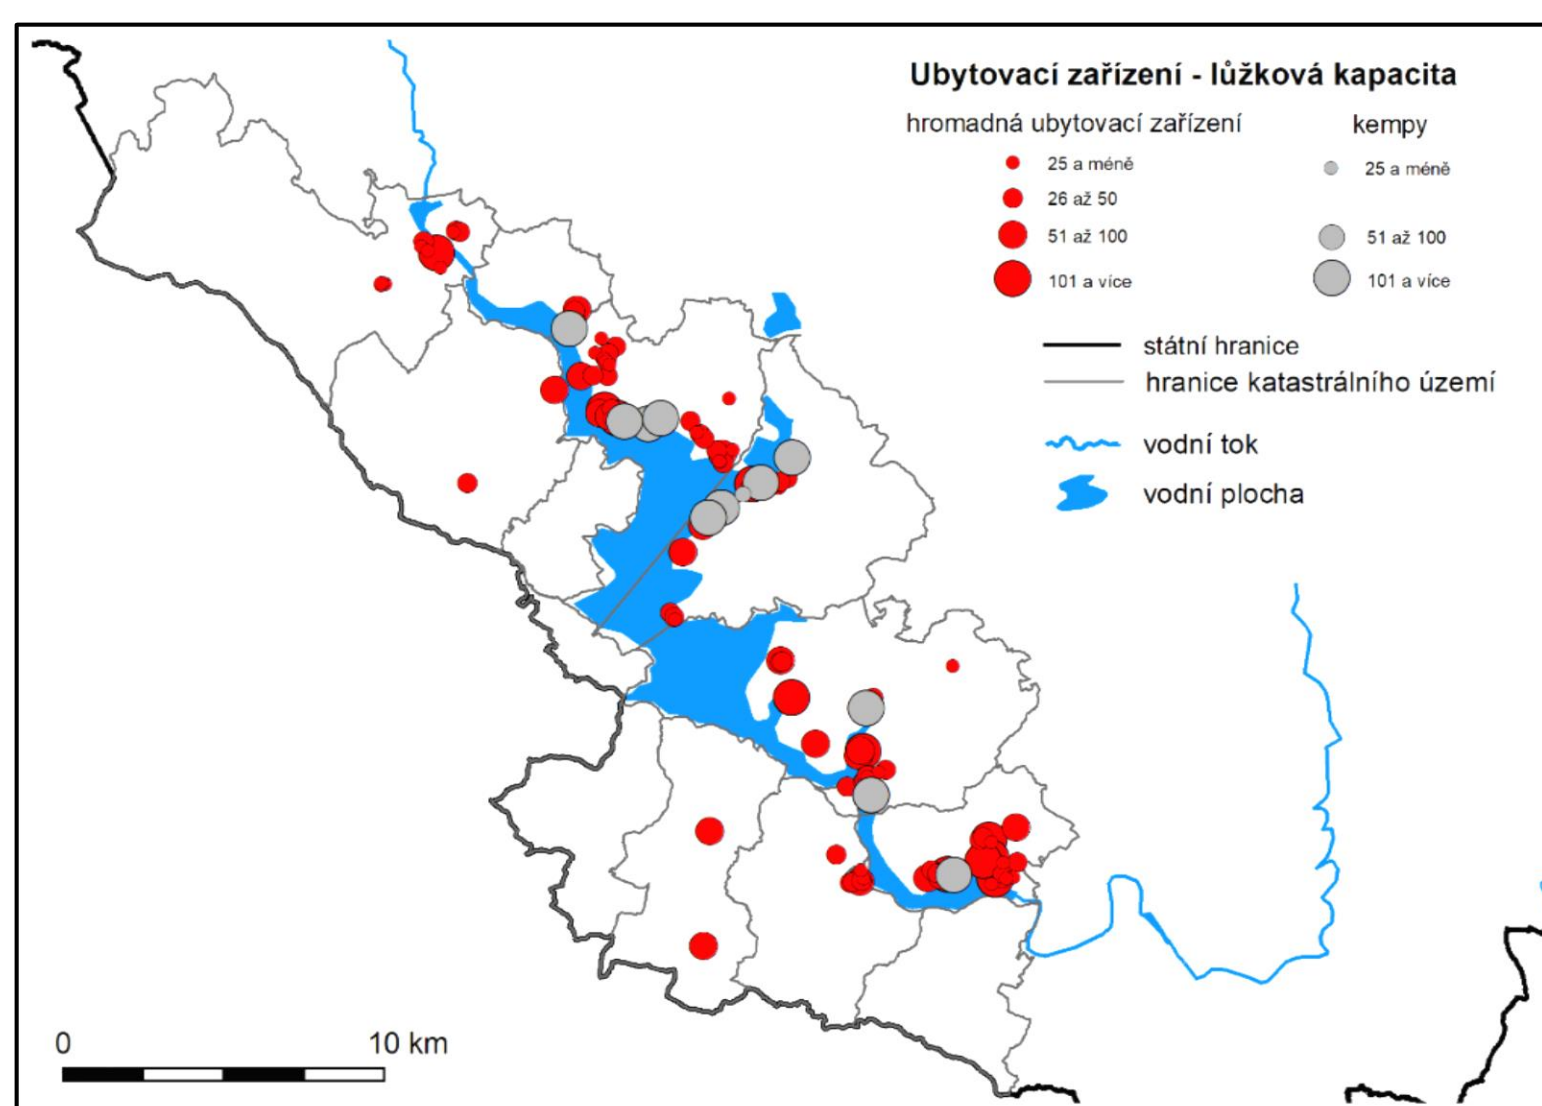 Ubytovací zařízení - lůžková kapacita
hromadná ubytovací zařízení
kempy
25 a méně
25 a méně
26 až 50
51 až 100
51 až 100
101 a více
101 a více
státní hranice
hranice katastrálního území
vodní tok
vodní plocha
0
10 km